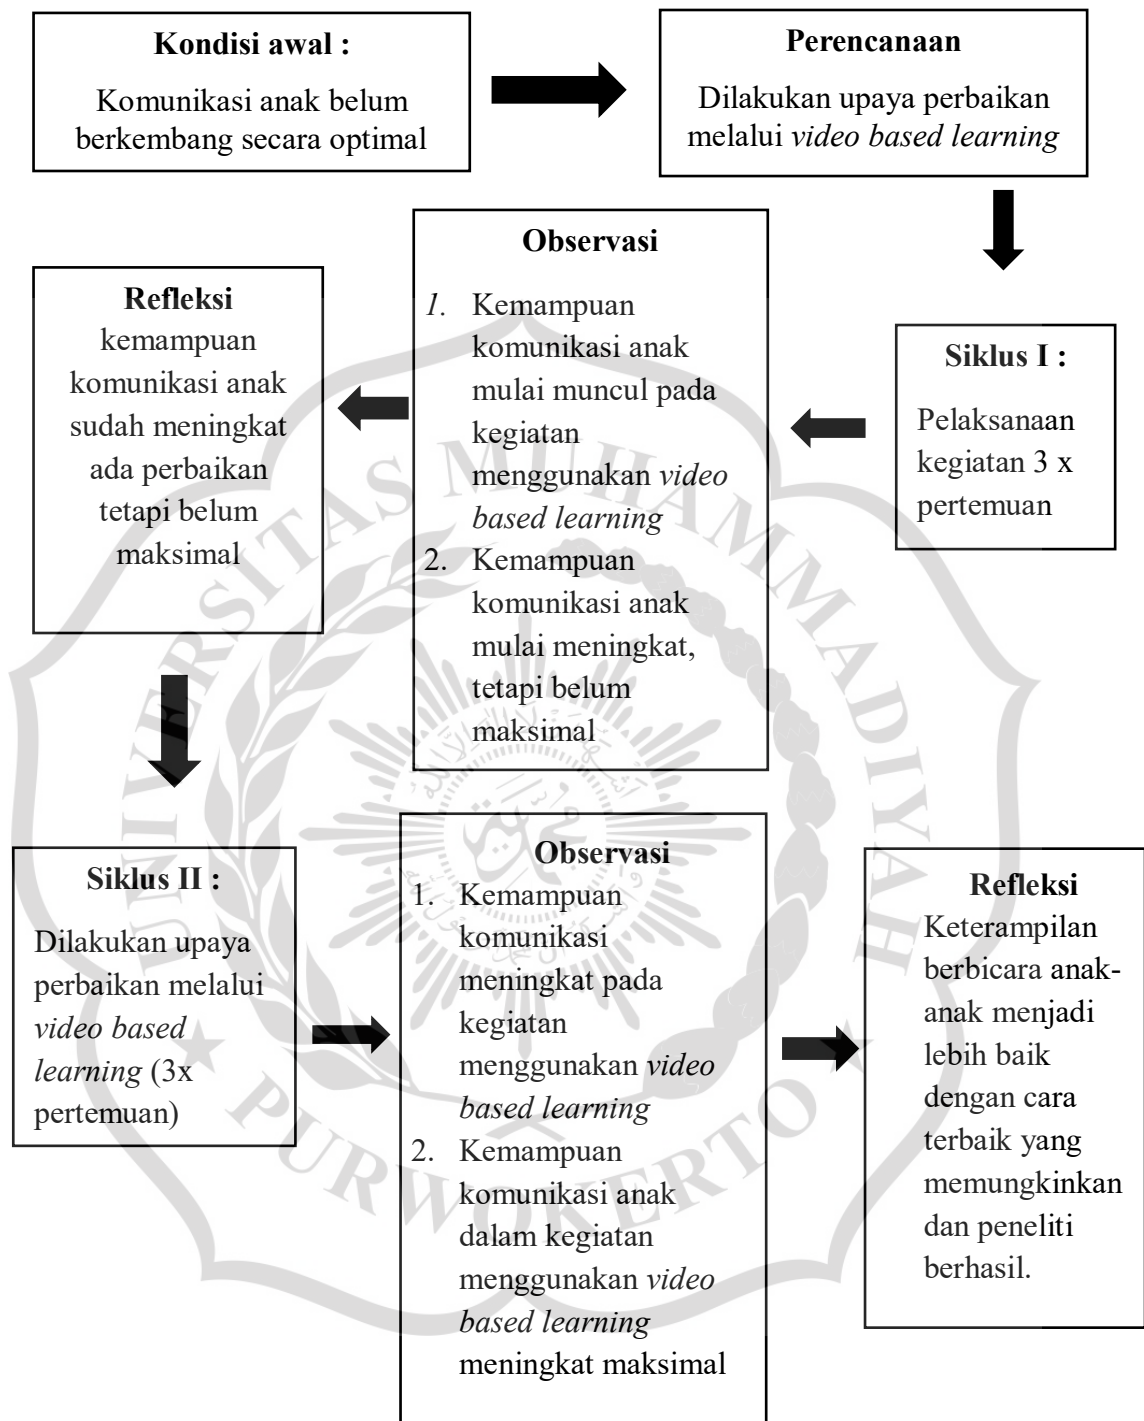 Kondisi awal :
Komunikasi anak belum
berkembang secara optimal
Perencanaan
Dilakukan upaya perbaikan
melalui video based learning
Siklus I :
Pelaksanaan
kegiatan 3 x
pertemuan
Observasi
1. Kemampuan
komunikasi anak
mulai muncul pada
kegiatan
menggunakan video
based learning
2. Kemampuan
komunikasi anak
mulai meningkat,
tetapi belum
maksimal
Refleksi
kemampuan
komunikasi anak
sudah meningkat
ada perbaikan
tetapi belum
maksimal
Siklus II :
Dilakukan upaya
perbaikan melalui
video based
learning (3x
pertemuan)
Observasi
1. Kemampuan
komunikasi
meningkat pada
kegiatan
menggunakan video
based learning
2. Kemampuan
komunikasi anak
dalam kegiatan
menggunakan video
based learning
meningkat maksimal
Refleksi
Keterampilan
berbicara anak-
anak menjadi
lebih baik
dengan cara
terbaik yang
memungkinkan
dan peneliti
berhasil.
UNIVERSITAS MUHAMMADIYAH
PURWOKERTO